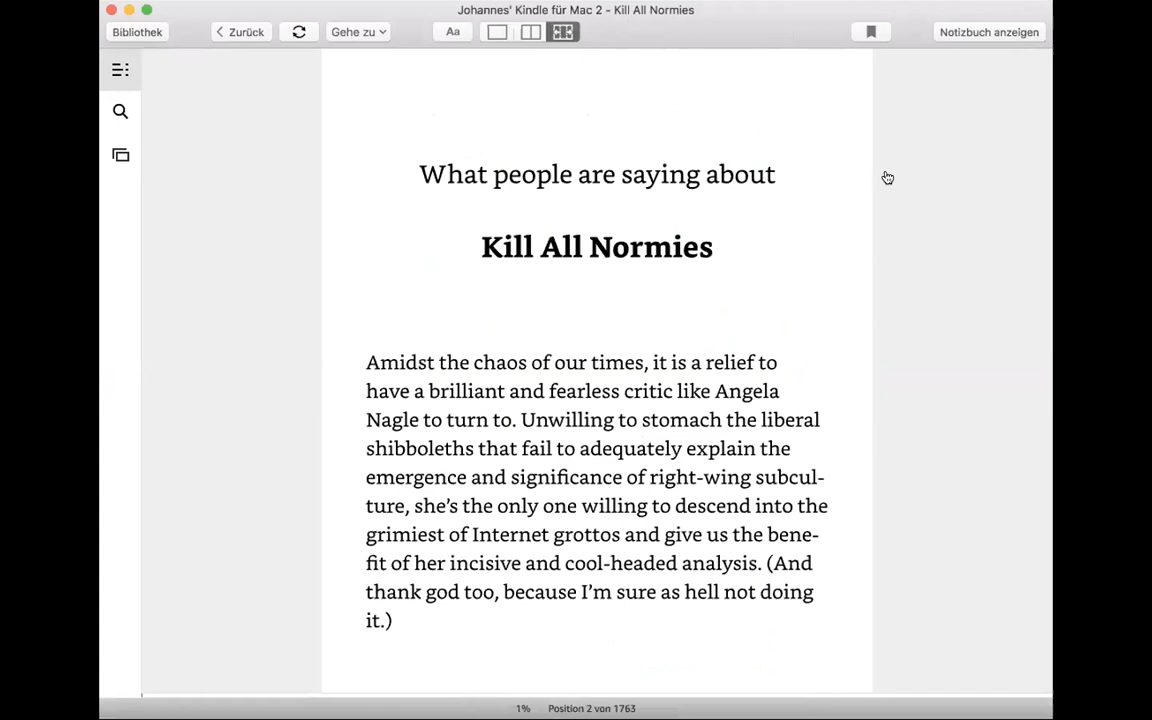 Johannes' Kindle für Mac 2 - Kill All Normies
Bibliothek
Zurück
Gehe zu
Aa
Notizbuch anzeigen
What people are saying about
Kill All Normies
Amidst the chaos of our times, it is a relief to
have a brilliant and fearless critic like Angela
Nagle to turn to. Unwilling to stomach the liberal
shibboleths that fail to adequately explain the
emergence and significance of right-wing subcul-
ture, she's the only one willing to descend into the
grimiest of Internet grottos and give us the bene-
fit of her incisive and cool-headed analysis. (And
thank god too, because I'm sure as hell not doing
it.)
1% Position 2 von 1763